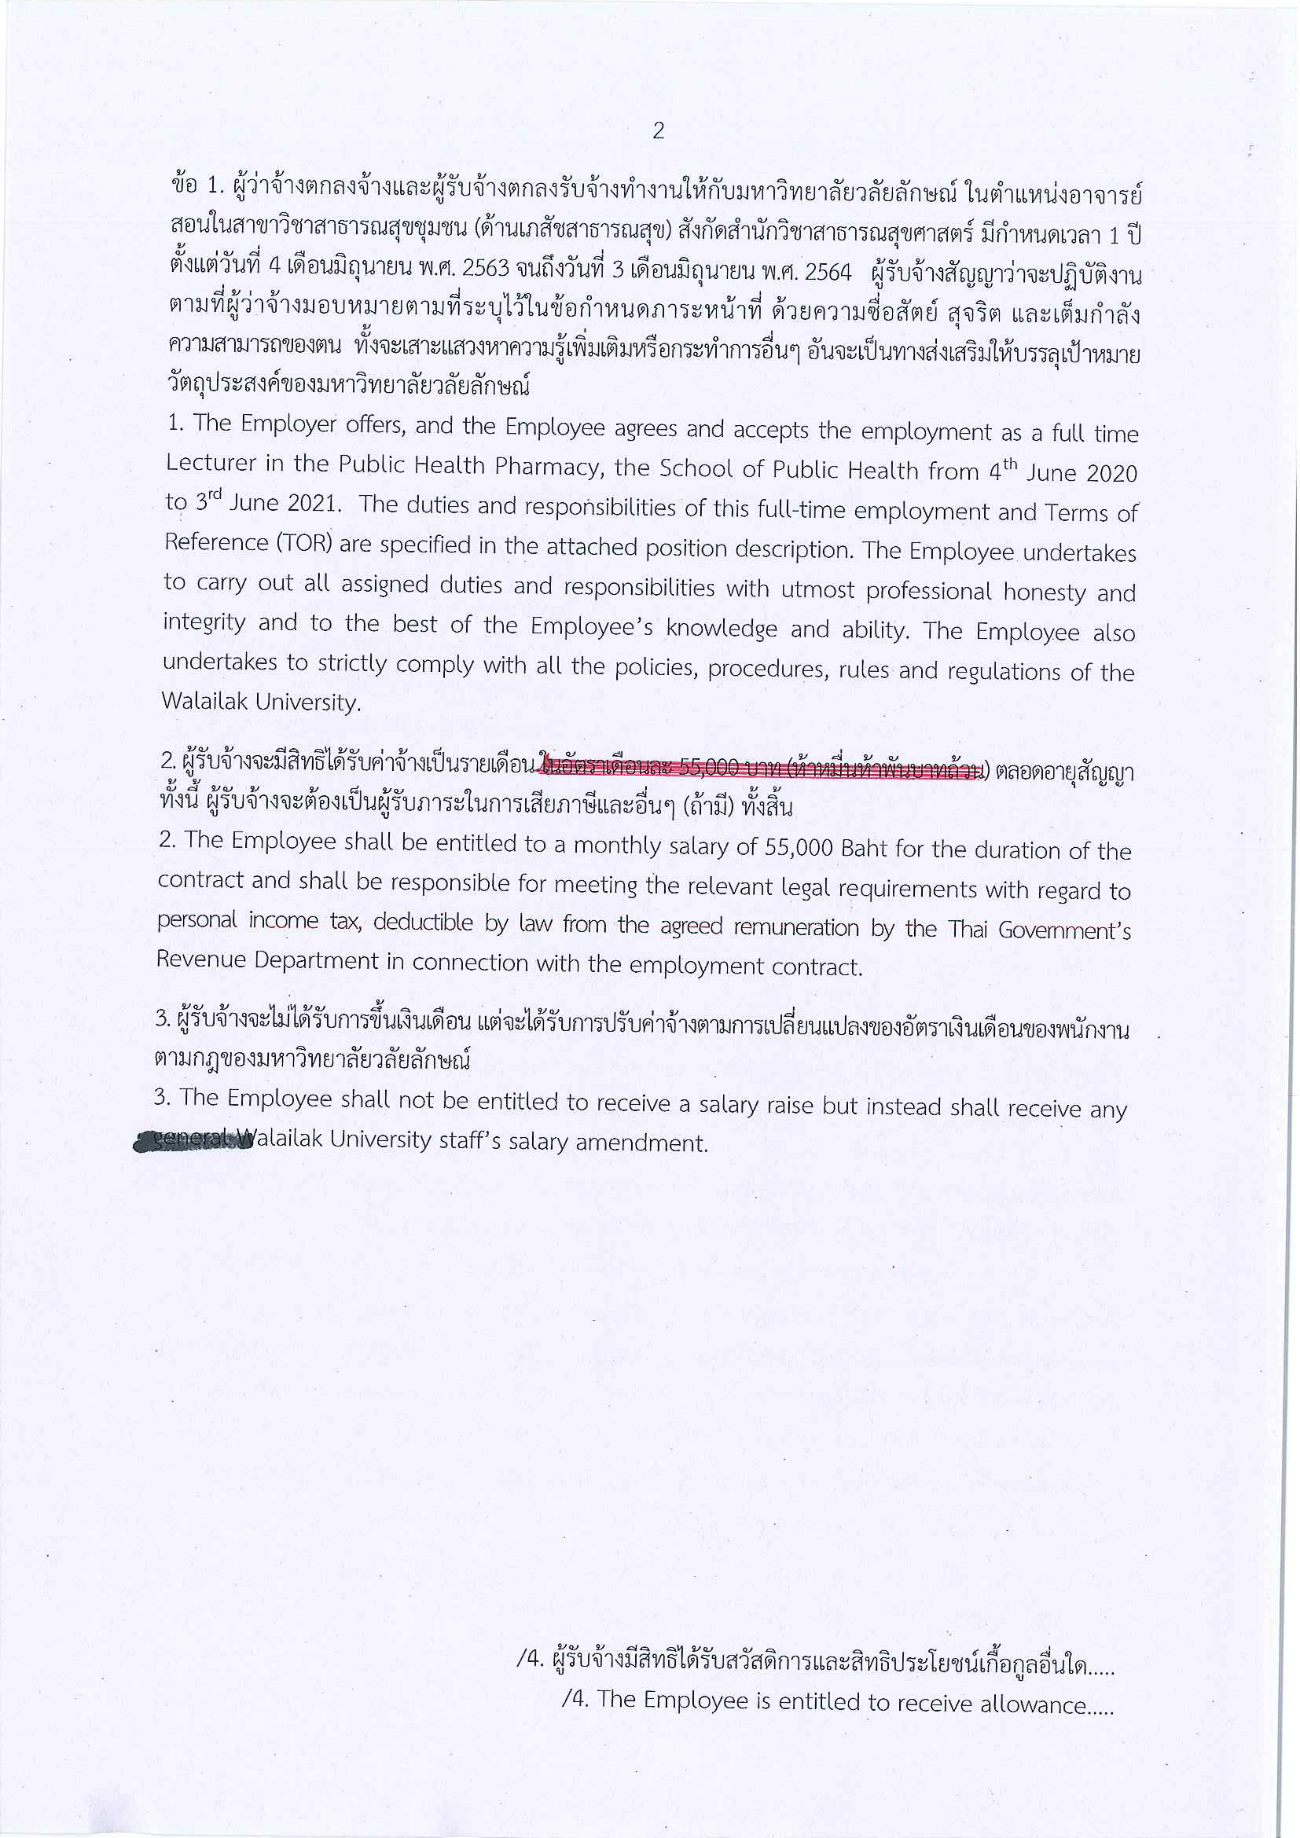 2
ข้อ 1. ผู้ว่าจ้างตกลงจ้างและผู้รับจ้างตกลงรับจ้างทำงานให้กับมหาวิทยาลัยวลัยลักษณ์ ในตำแหน่งอาจารย์
สอนในสาขาวิชาสาธารณสุขชุมชน (ด้านเภสัชสาธารณสุข) สังกัดสำนักวิชาสาธารณสุขศาสตร์ มีกำหนดเวลา 1 ปี
ตั้งแต่วันที่ 4 เดือนมิถุนายน พ.ศ. 2563 จนถึงวันที่ 3 เดือนมิถุนายน พ.ศ. 2564 ผู้รับจ้างสัญญาว่าจะปฏิบัติงาน
ตามที่ผู้ว่าจ้างมอบหมายตามที่ระบุไว้ในข้อกำหนดภาระหน้าที่ ด้วยความซื่อสัตย์ สุจริต และเต็มกำลัง
ความสามารถของตน ทั้งจะเสาะแสวงหาความรู้เพิ่มเติมหรือกระทำการอื่นๆ อันจะเป็นทางส่งเสริมให้บรรลุเป้าหมาย
วัตถุประสงค์ของมหาวิทยาลัยวลัยลักษณ์
1. The Employer offers, and the Employee agrees and accepts the employment as a full time
Lecturer in the Public Health Pharmacy, the School of Public Health from 4th June 2020
to 3rd June 2021. The duties and responsibilities of this full-time employment and Terms of
Reference (TOR) are specified in the attached position description. The Employee undertakes
to carry out all assigned duties and responsibilities with utmost professional honesty and
integrity and to the best of the Employee's knowledge and ability. The Employee also
undertakes to strictly comply with all the policies, procedures, rules and regulations of the
Walailak University.
2. ผู้รับจ้างจะมีสิทธิได้รับค่าจ้างเป็นรายเดือน ในอัตราเดือนละ 55,000 บาท (ห้าหมื่นห้าพันบาทถ้วน) ตลอดอายุสัญญา
ทั้งนี้ ผู้รับจ้างจะต้องเป็นผู้รับภาระในการเสียภาษีและอื่นๆ (ถ้ามี) ทั้งสิ้น
2. The Employee shall be entitled to a monthly salary of 55,000 Baht for the duration of the
contract and shall be responsible for meeting the relevant legal requirements with regard to
personal income tax, deductible by law from the agreed remuneration by the Thai Government's
Revenue Department in connection with the employment contract.
3. ผู้รับจ้างจะไม่ได้รับการขึ้นเงินเดือน แต่จะได้รับการปรับค่าจ้างตามการเปลี่ยนแปลงของอัตราเงินเดือนของพนักงาน
ตามกฎของมหาวิทยาลัยวลัยลักษณ์
3. The Employee shall not be entitled to receive a salary raise but instead shall receive any
general Walailak University staff's salary amendment.
/4. ผู้รับจ้างมีสิทธิได้รับสวัสดิการและสิทธิประโยชน์เกื้อกูลอื่นใด.....
/4. The Employee is entitled to receive allowance.....